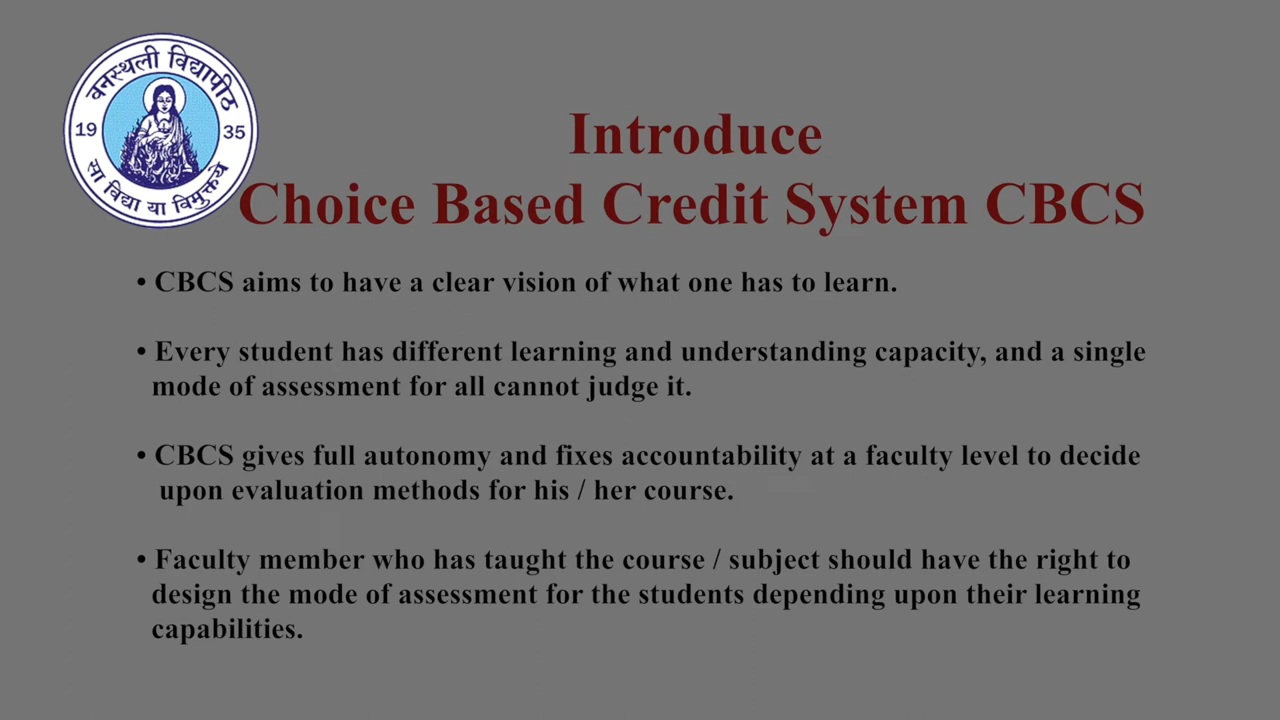 वनस्थली विद्यापीठ
19 35
सा विद्या या विमुक्तये
Introduce
Choice Based Credit System CBCS
• CBCS aims to have a clear vision of what one has to learn.
• Every student has different learning and understanding capacity, and a single
mode of assessment for all cannot judge it.
• CBCS gives full autonomy and fixes accountability at a faculty level to decide
upon evaluation methods for his / her course.
• Faculty member who has taught the course / subject should have the right to
design the mode of assessment for the students depending upon their learning
capabilities.